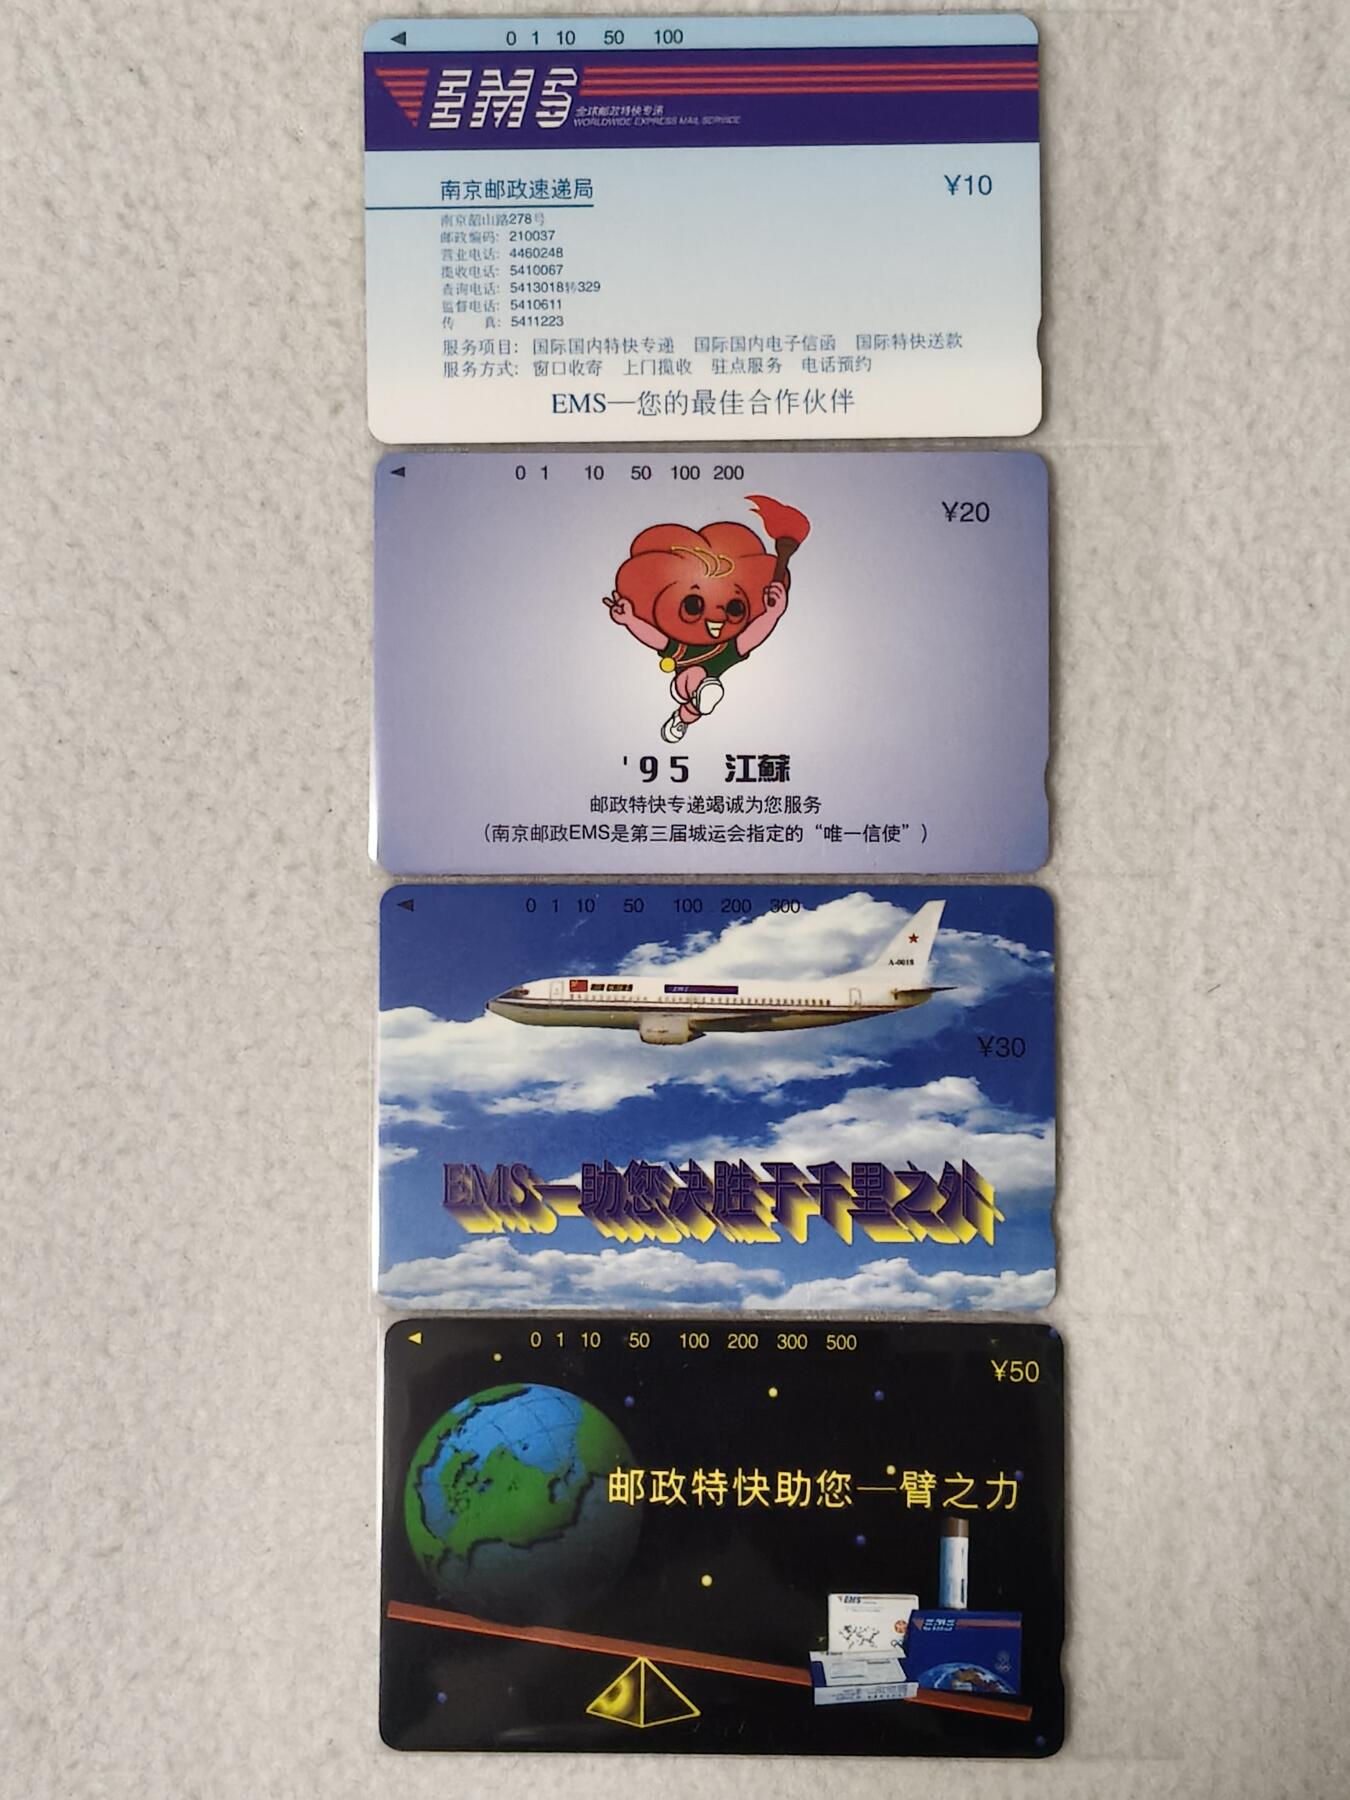 0 1 10 50 100
EMS
全球邮政特快专递
WORLDWIDE EXPRESS MAIL SERVICE
南京邮政速递局
¥10
南京韶山路278号
邮政编码：210037
营业电话：4460248
揽收电话：5410067
查询电话：5413018转329
监督电话：5410611
传 真：5411223
服务项目：国际国内特快专递 国际国内电子信函 国际特快送款
服务方式：窗口收寄 上门揽收 驻点服务 电话预约
EMS—您的最佳合作伙伴
0 1 10 50 100 200
¥20
'95 江蘇
邮政特快专递竭诚为您服务
（南京邮政EMS是第三届城运会指定的“唯一信使”）
0 1 10 50 100 200 300
A-0018
AIR CHINA
EMS
¥30
EMS—助您决胜于千里之外
0 1 10 50 100 200 300 500
¥50
邮政特快助您一臂之力
EMS
EMS